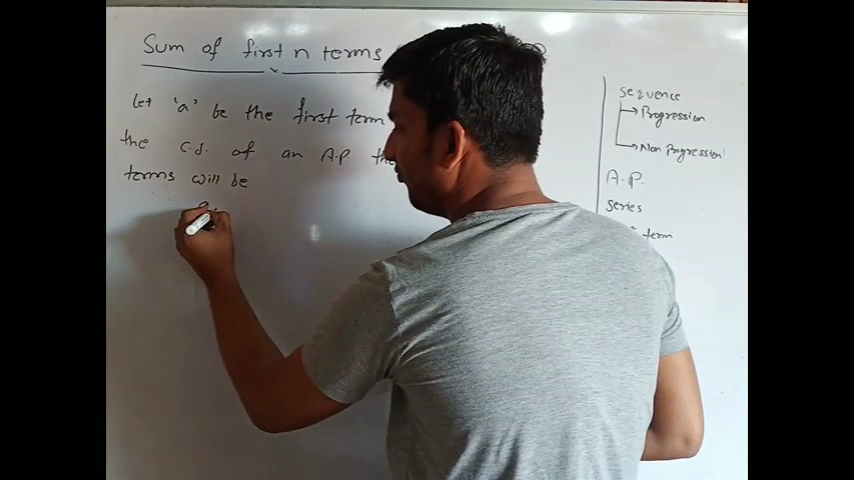 Sum of first n terms
Let 'a' be the first term
the c.d. of an A.P the
terms will be
Sequence
Progression
Non Progression
A.P.
series
term